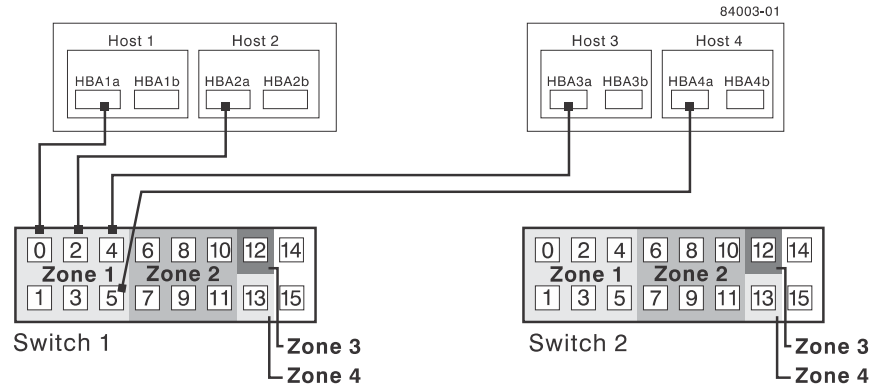 84003-01
Host 1 Host 2 Host 3 Host 4
HBA1a HBA1b HBA2a HBA2b HBA3a HBA3b HBA4a HBA4b
0 2 4 6 8 10 12 14
Zone 1 Zone 2
1 3 5 7 9 11 13 15
Switch 1
Zone 3
Zone 4
0 2 4 6 8 10 12 14
Zone 1 Zone 2
1 3 5 7 9 11 13 15
Switch 2
Zone 3
Zone 4